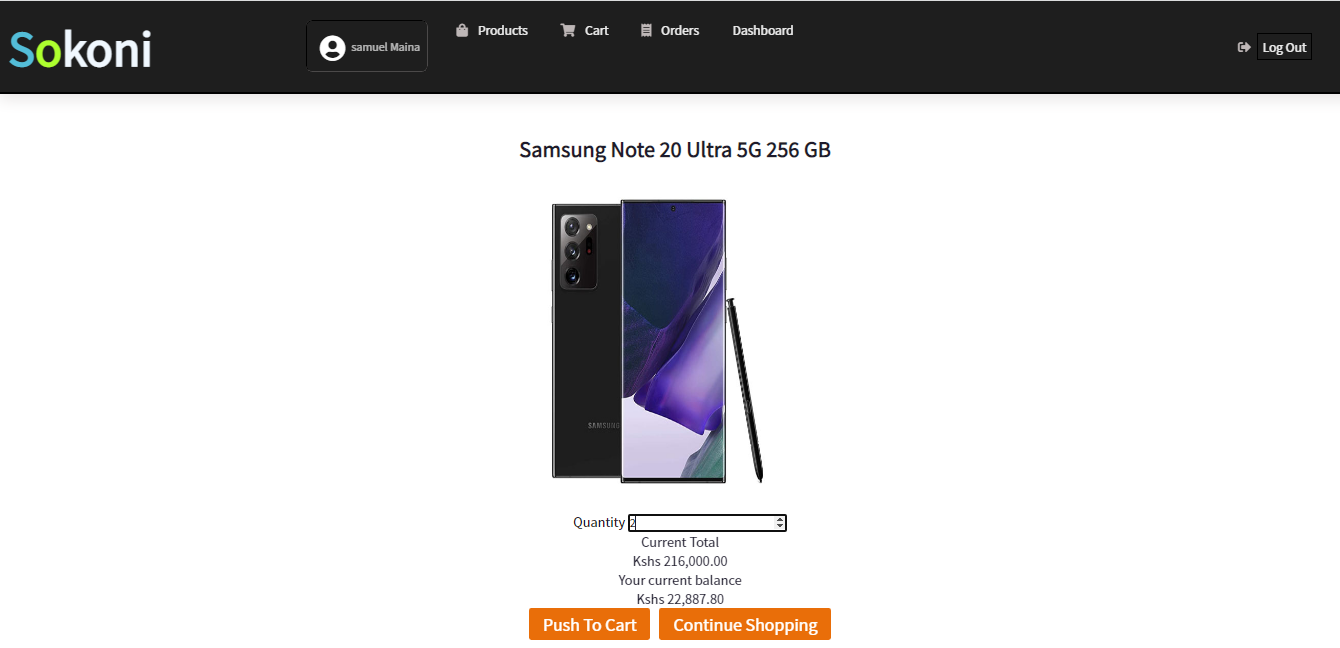 Sokoni
samuel Maina
Products
Cart
Orders
Dashboard
Log Out
Samsung Note 20 Ultra 5G 256 GB
SAMSUNG
Quantity 2
Current Total
Kshs 216,000.00
Your current balance
Kshs 22,887.80
Push To Cart
Continue Shopping